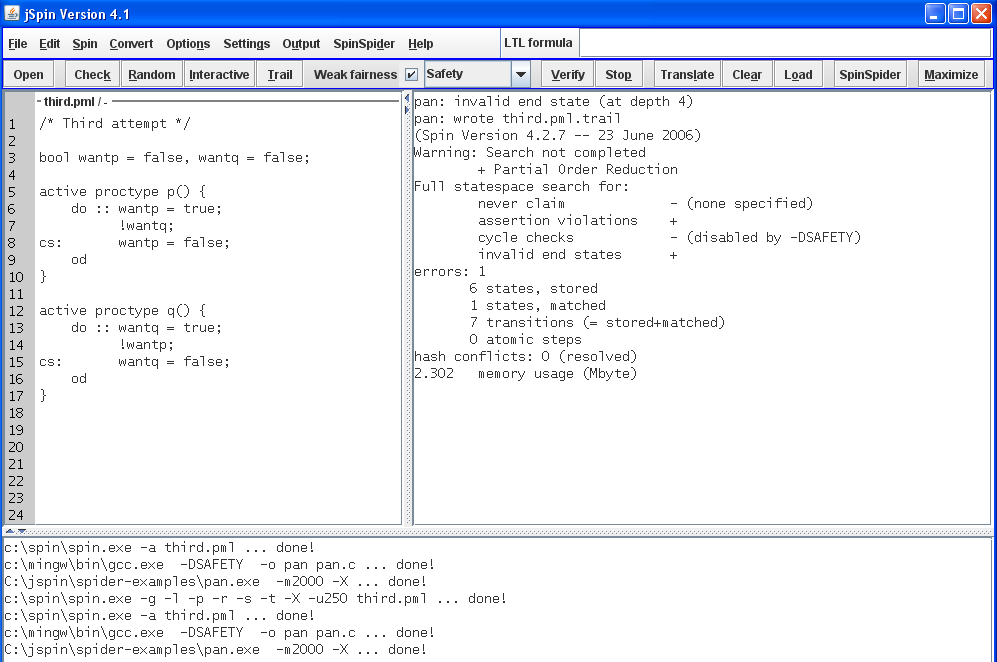 jSpin Version 4.1
File Edit Spin Convert Options Settings Output SpinSpider Help LTL formula
Open Check Random Interactive Trail Weak fairness Safety Verify Stop Translate Clear Load SpinSpider Maximize
third.pml / -
1 /* Third attempt */
2
3 bool wantp = false, wantq = false;
4
5 active proctype p() {
6 do :: wantp = true;
7 !wantq;
8 cs: wantp = false;
9 od
10 }
11
12 active proctype q() {
13 do :: wantq = true;
14 !wantp;
15 cs: wantq = false;
16 od
17 }
18
19
20
21
22
23
24
pan: invalid end state (at depth 4)
pan: wrote third.pml.trail
(Spin Version 4.2.7 -- 23 June 2006)
Warning: Search not completed
+ Partial Order Reduction
Full statespace search for:
never claim - (none specified)
assertion violations +
cycle checks - (disabled by -DSAFETY)
invalid end states +
errors: 1
6 states, stored
1 states, matched
7 transitions (= stored+matched)
0 atomic steps
hash conflicts: 0 (resolved)
2.302 memory usage (Mbyte)
c:\spin\spin.exe -a third.pml ... done!
c:\mingw\bin\gcc.exe -DSAFETY -o pan pan.c ... done!
C:\jspin\spider-examples\pan.exe -m2000 -X ... done!
c:\spin\spin.exe -g -l -p -r -s -t -X -u250 third.pml ... done!
c:\spin\spin.exe -a third.pml ... done!
c:\mingw\bin\gcc.exe -DSAFETY -o pan pan.c ... done!
C:\jspin\spider-examples\pan.exe -m2000 -X ... done!